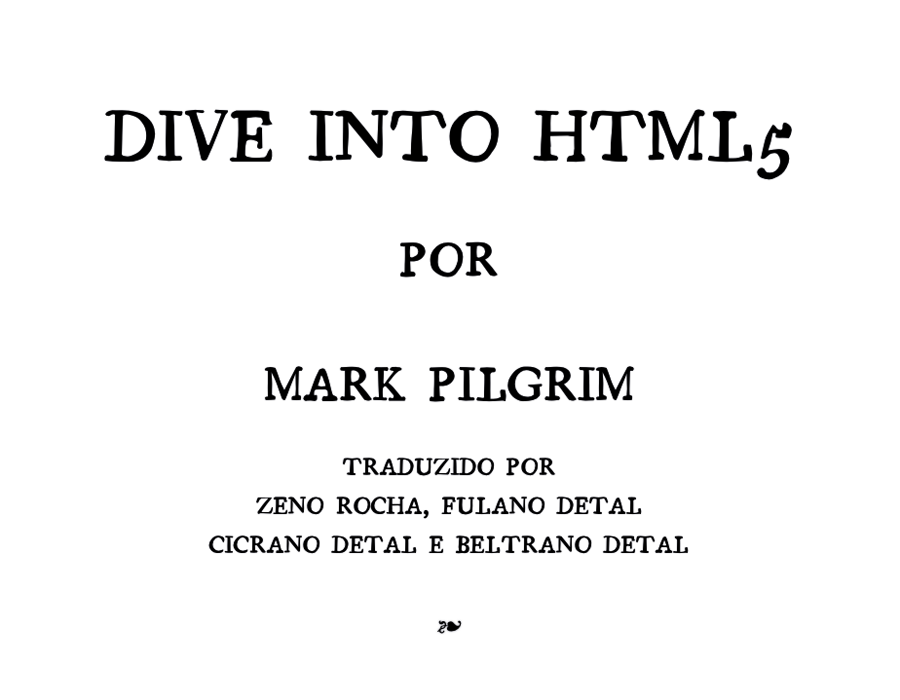 DIVE INTO HTML5
POR
MARK PILGRIM
TRADUZIDO POR
ZENO ROCHA, FULANO DETAL
CICRANO DETAL E BELTRANO DETAL
❧